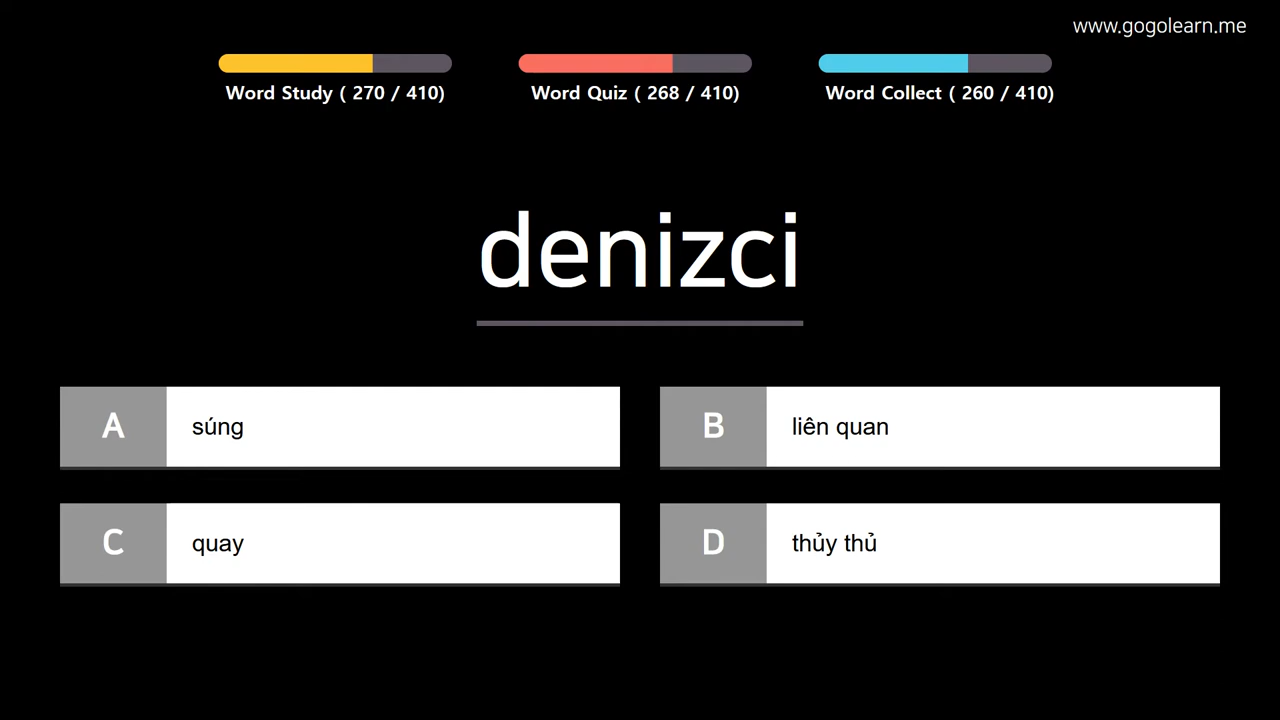 www.gogolearn.me
Word Study ( 270 / 410)
Word Quiz ( 268 / 410)
Word Collect ( 260 / 410)
denizci
A súng
B liên quan
C quay
D thủy thủ